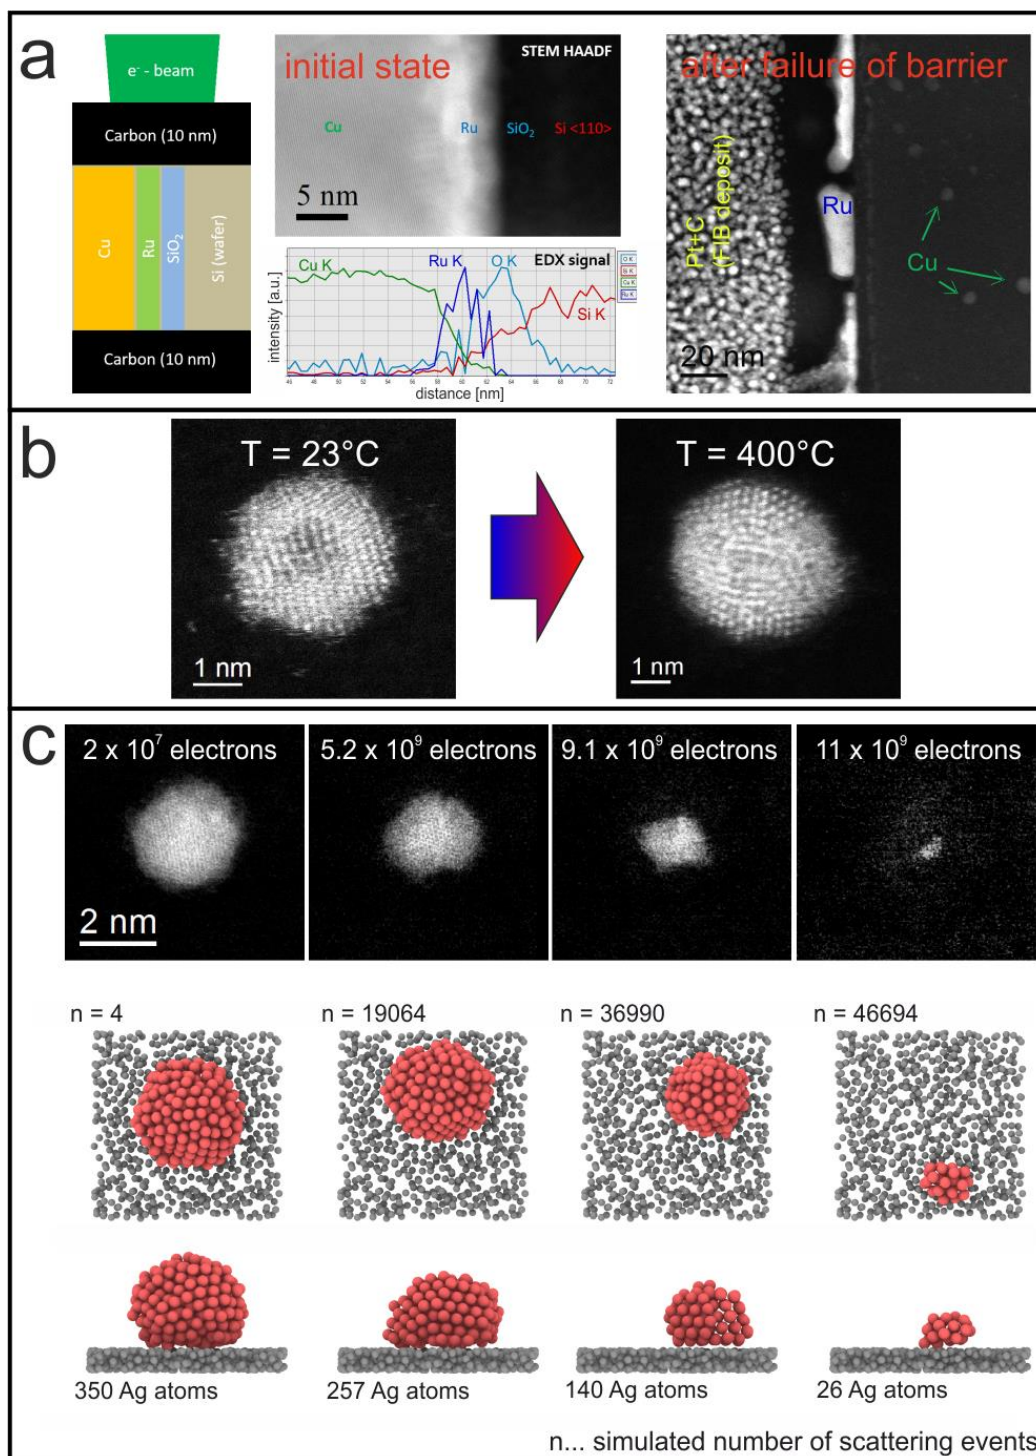 a
e⁻ - beam
Carbon (10 nm)
Cu
Ru
SiO₂
Si (wafer)
Carbon (10 nm)
initial state
STEM HAADF
Cu
Ru
SiO₂
Si <110>
5 nm
Cu K
Ru K
O K
EDX signal
Si K
O K
Si K
Cu K
Ru K
intensity [a.u.]
distance [nm]
after failure of barrier
Pt+C
(FIB deposit)
Ru
Cu
20 nm
b
T = 23°C
1 nm
T = 400°C
1 nm
c
2 x 10⁷ electrons
5.2 x 10⁹ electrons
9.1 x 10⁹ electrons
11 x 10⁹ electrons
2 nm
n = 4
n = 19064
n = 36990
n = 46694
350 Ag atoms
257 Ag atoms
140 Ag atoms
26 Ag atoms
n... simulated number of scattering events